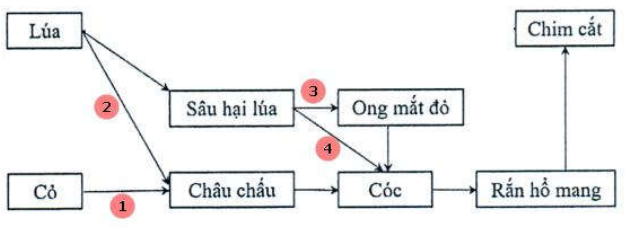 Lúa
Chim cắt
2
3
Sâu hại lúa
Ong mắt đỏ
4
Cỏ
1
Châu chấu
Cóc
Rắn hổ mang